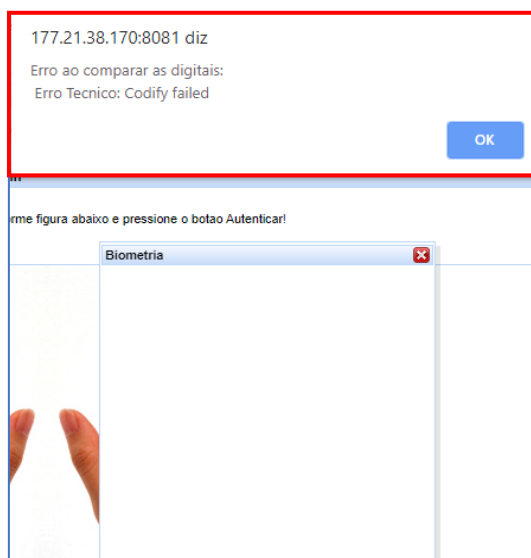 177.21.38.170:8081 diz
Erro ao comparar as digitais:
Erro Tecnico: Codify failed
OK
orme figura abaixo e pressione o botao Autenticar!
Biometria